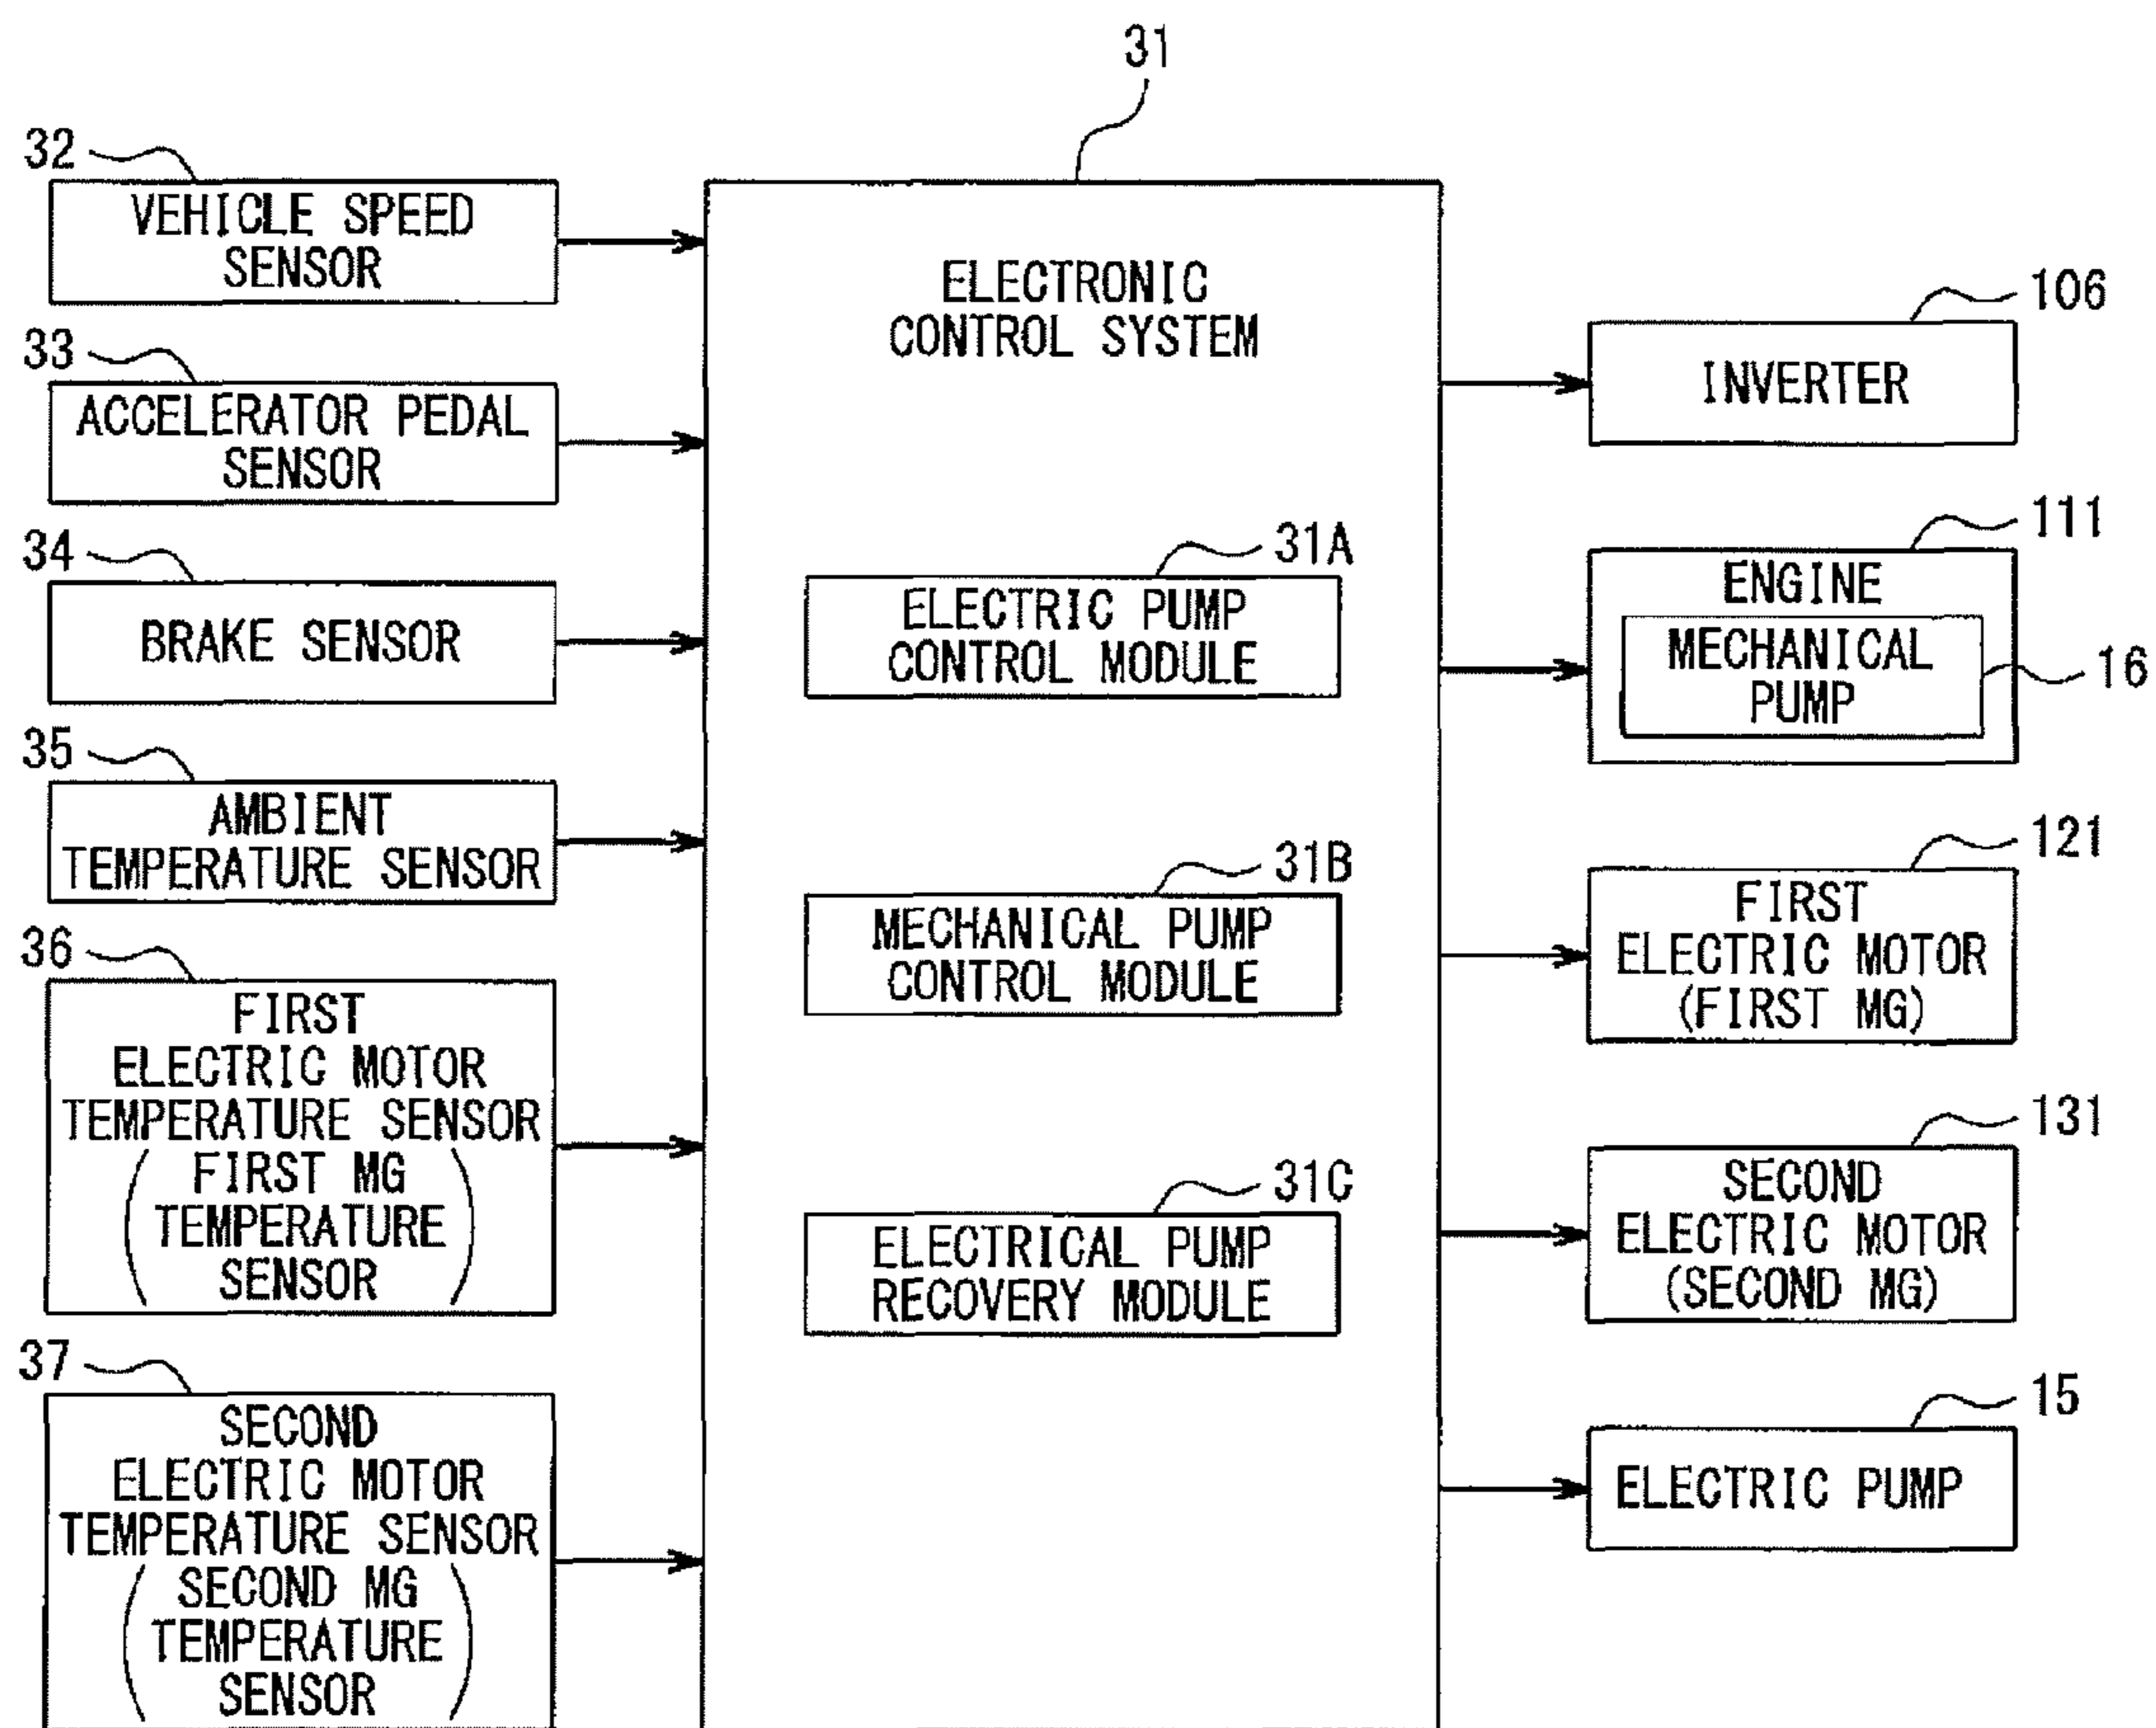 31
32
VEHICLE SPEED
SENSOR
33
ACCELERATOR PEDAL
SENSOR
34
BRAKE SENSOR
35
AMBIENT
TEMPERATURE SENSOR
36
FIRST
ELECTRIC MOTOR
TEMPERATURE SENSOR
(FIRST MG
TEMPERATURE
SENSOR)
37
SECOND
ELECTRIC MOTOR
TEMPERATURE SENSOR
(SECOND MG
TEMPERATURE
SENSOR)
ELECTRONIC
CONTROL SYSTEM
31A
ELECTRIC PUMP
CONTROL MODULE
31B
MECHANICAL PUMP
CONTROL MODULE
31C
ELECTRICAL PUMP
RECOVERY MODULE
106
INVERTER
111
ENGINE
MECHANICAL
PUMP
16
121
FIRST
ELECTRIC MOTOR
(FIRST MG)
131
SECOND
ELECTRIC MOTOR
(SECOND MG)
15
ELECTRIC PUMP